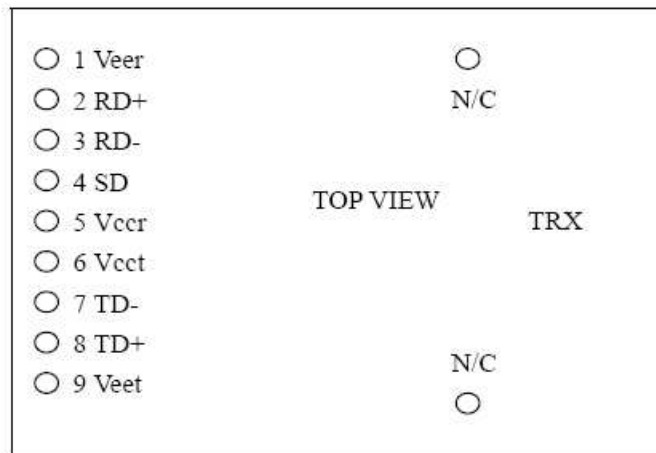 1 Veer
2 RD+
3 RD-
4 SD
5 Vccr
6 Vcct
7 TD-
8 TD+
9 Veet
N/C
TOP VIEW
TRX
N/C